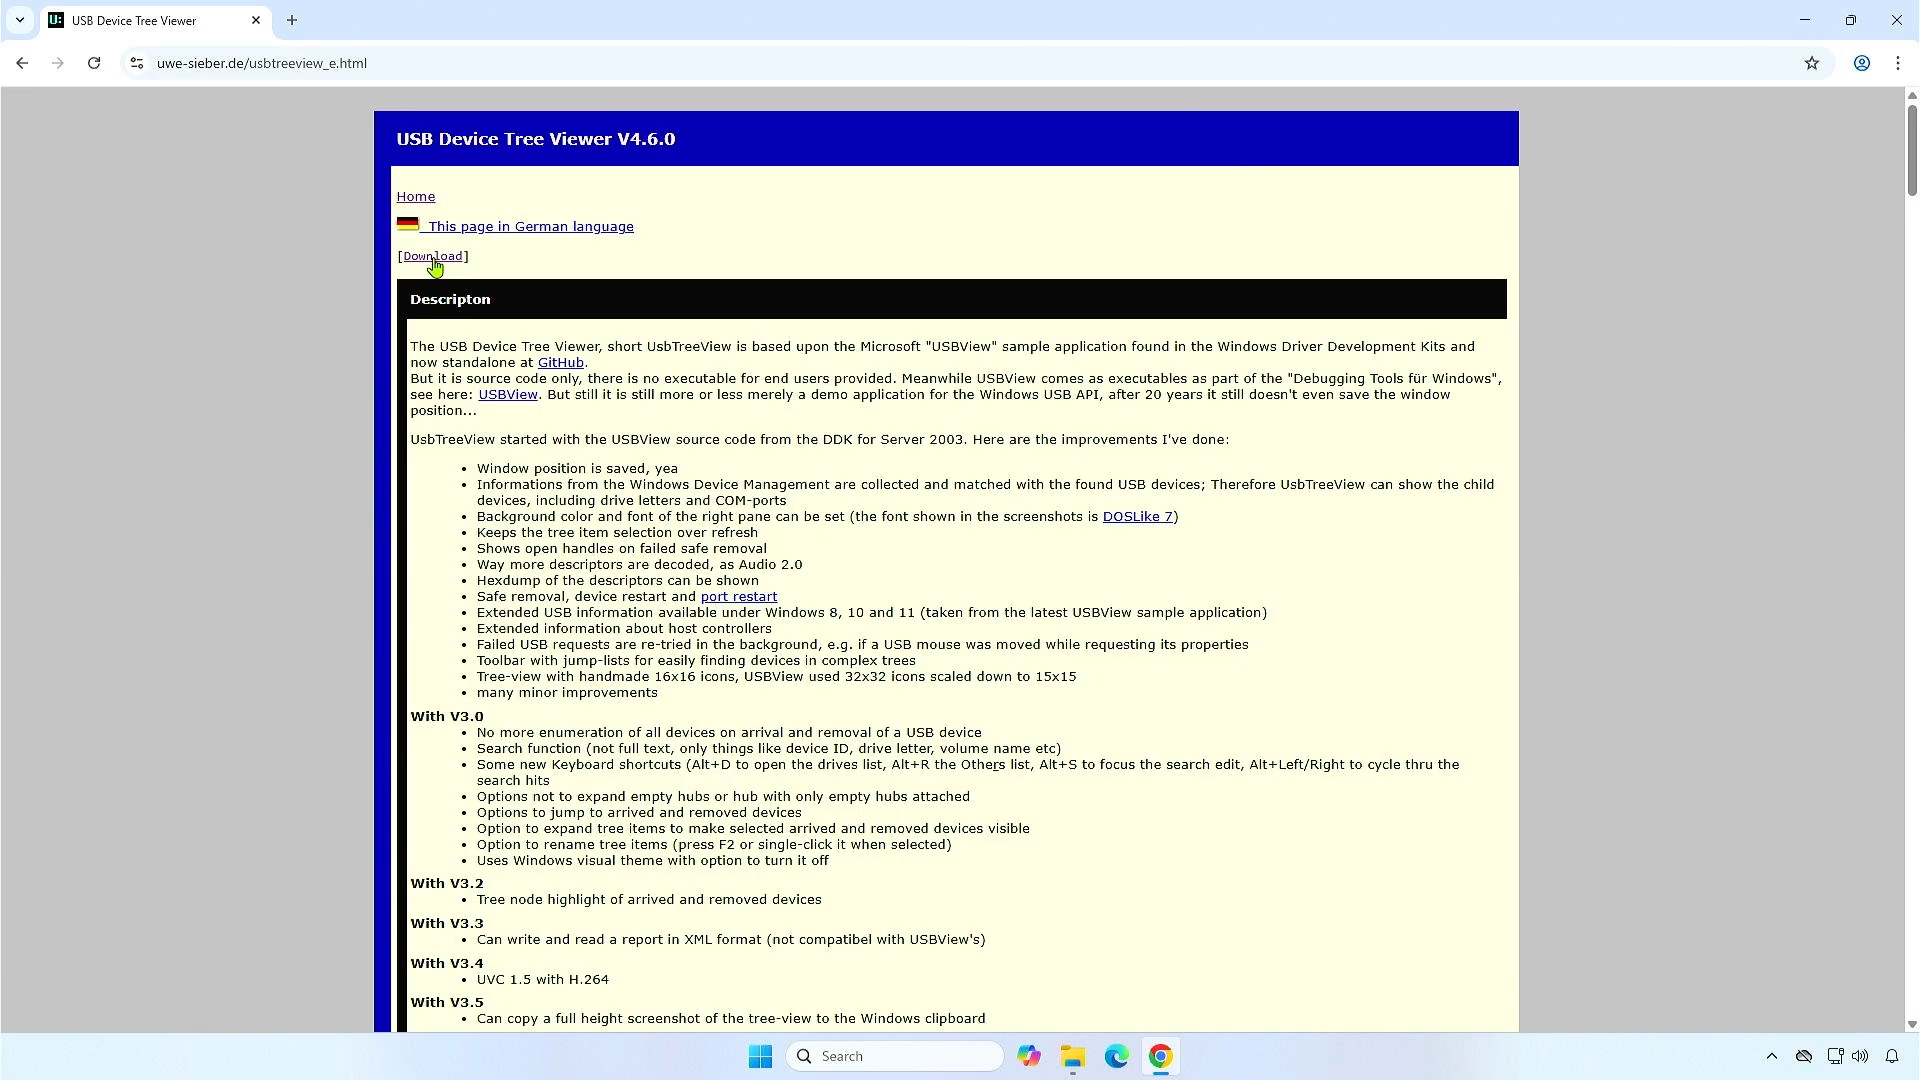 USB Device Tree Viewer
uwe-sieber.de/usbtreeview_e.html
USB Device Tree Viewer V4.6.0
Home
This page in German language
[Download]
Descripton
The USB Device Tree Viewer, short UsbTreeView is based upon the Microsoft "USBView" sample application found in the Windows Driver Development Kits and
now standalone at GitHub.
But it is source code only, there is no executable for end users provided. Meanwhile USBView comes as executables as part of the "Debugging Tools für Windows",
see here: USBView. But still it is still more or less merely a demo application for the Windows USB API, after 20 years it still doesn't even save the window
position...
UsbTreeView started with the USBView source code from the DDK for Server 2003. Here are the improvements I've done:
• Window position is saved, yea
• Informations from the Windows Device Management are collected and matched with the found USB devices; Therefore UsbTreeView can show the child
devices, including drive letters and COM-ports
• Background color and font of the right pane can be set (the font shown in the screenshots is DOSLike 7)
• Keeps the tree item selection over refresh
• Shows open handles on failed safe removal
• Way more descriptors are decoded, as Audio 2.0
• Hexdump of the descriptors can be shown
• Safe removal, device restart and port restart
• Extended USB information available under Windows 8, 10 and 11 (taken from the latest USBView sample application)
• Extended information about host controllers
• Failed USB requests are re-tried in the background, e.g. if a USB mouse was moved while requesting its properties
• Toolbar with jump-lists for easily finding devices in complex trees
• Tree-view with handmade 16x16 icons, USBView used 32x32 icons scaled down to 15x15
• many minor improvements
With V3.0
• No more enumeration of all devices on arrival and removal of a USB device
• Search function (not full text, only things like device ID, drive letter, volume name etc)
• Some new Keyboard shortcuts (Alt+D to open the drives list, Alt+R the Others list, Alt+S to focus the search edit, Alt+Left/Right to cycle thru the
search hits
• Options not to expand empty hubs or hub with only empty hubs attached
• Options to jump to arrived and removed devices
• Option to expand tree items to make selected arrived and removed devices visible
• Option to rename tree items (press F2 or single-click it when selected)
• Uses Windows visual theme with option to turn it off
With V3.2
• Tree node highlight of arrived and removed devices
With V3.3
• Can write and read a report in XML format (not compatibel with USBView's)
With V3.4
• UVC 1.5 with H.264
With V3.5
• Can copy a full height screenshot of the tree-view to the Windows clipboard
Search